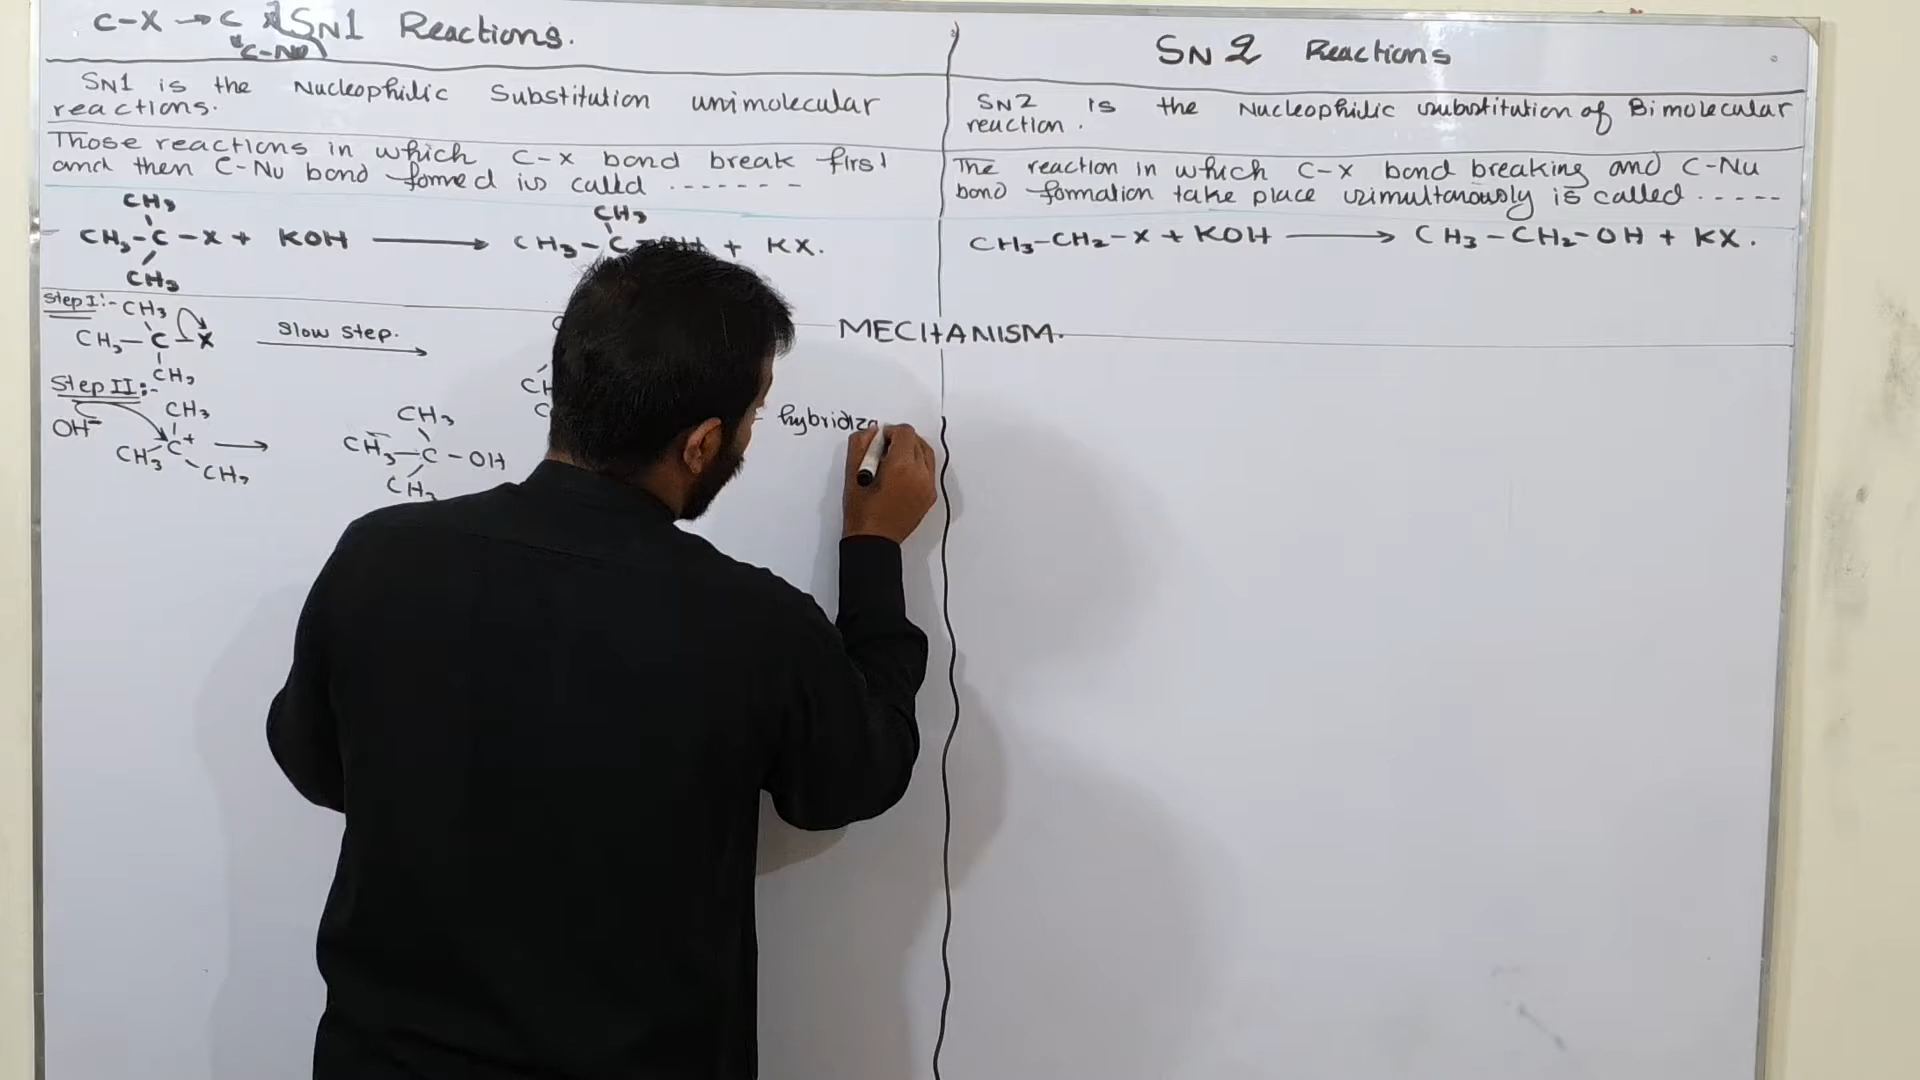 C-X → C
C-Nu
SN1 Reactions.
SN1 is the Nucleophilic Substitution unimolecular
reactions.
Those reactions in which C-X bond break first
and then C-Nu bond formed is called .......
CH3
CH3-C-X + KOH → CH3-C-OH + KX.
CH3
CH3
Step I:- CH3
CH3-C-X Slow step.
CH3
Step II:-
CH3
OH-
CH3 C+ CH3 →
CH3
CH3-C-OH
CH3
hybridiza
MECHANISM.
SN2 Reactions
SN2 is the Nucleophilic substitution of Bimolecular
reaction.
The reaction in which C-X bond breaking and C-Nu
bond formation take place simultanously is called .....
CH3-CH2-X + KOH → CH3-CH2-OH + KX.